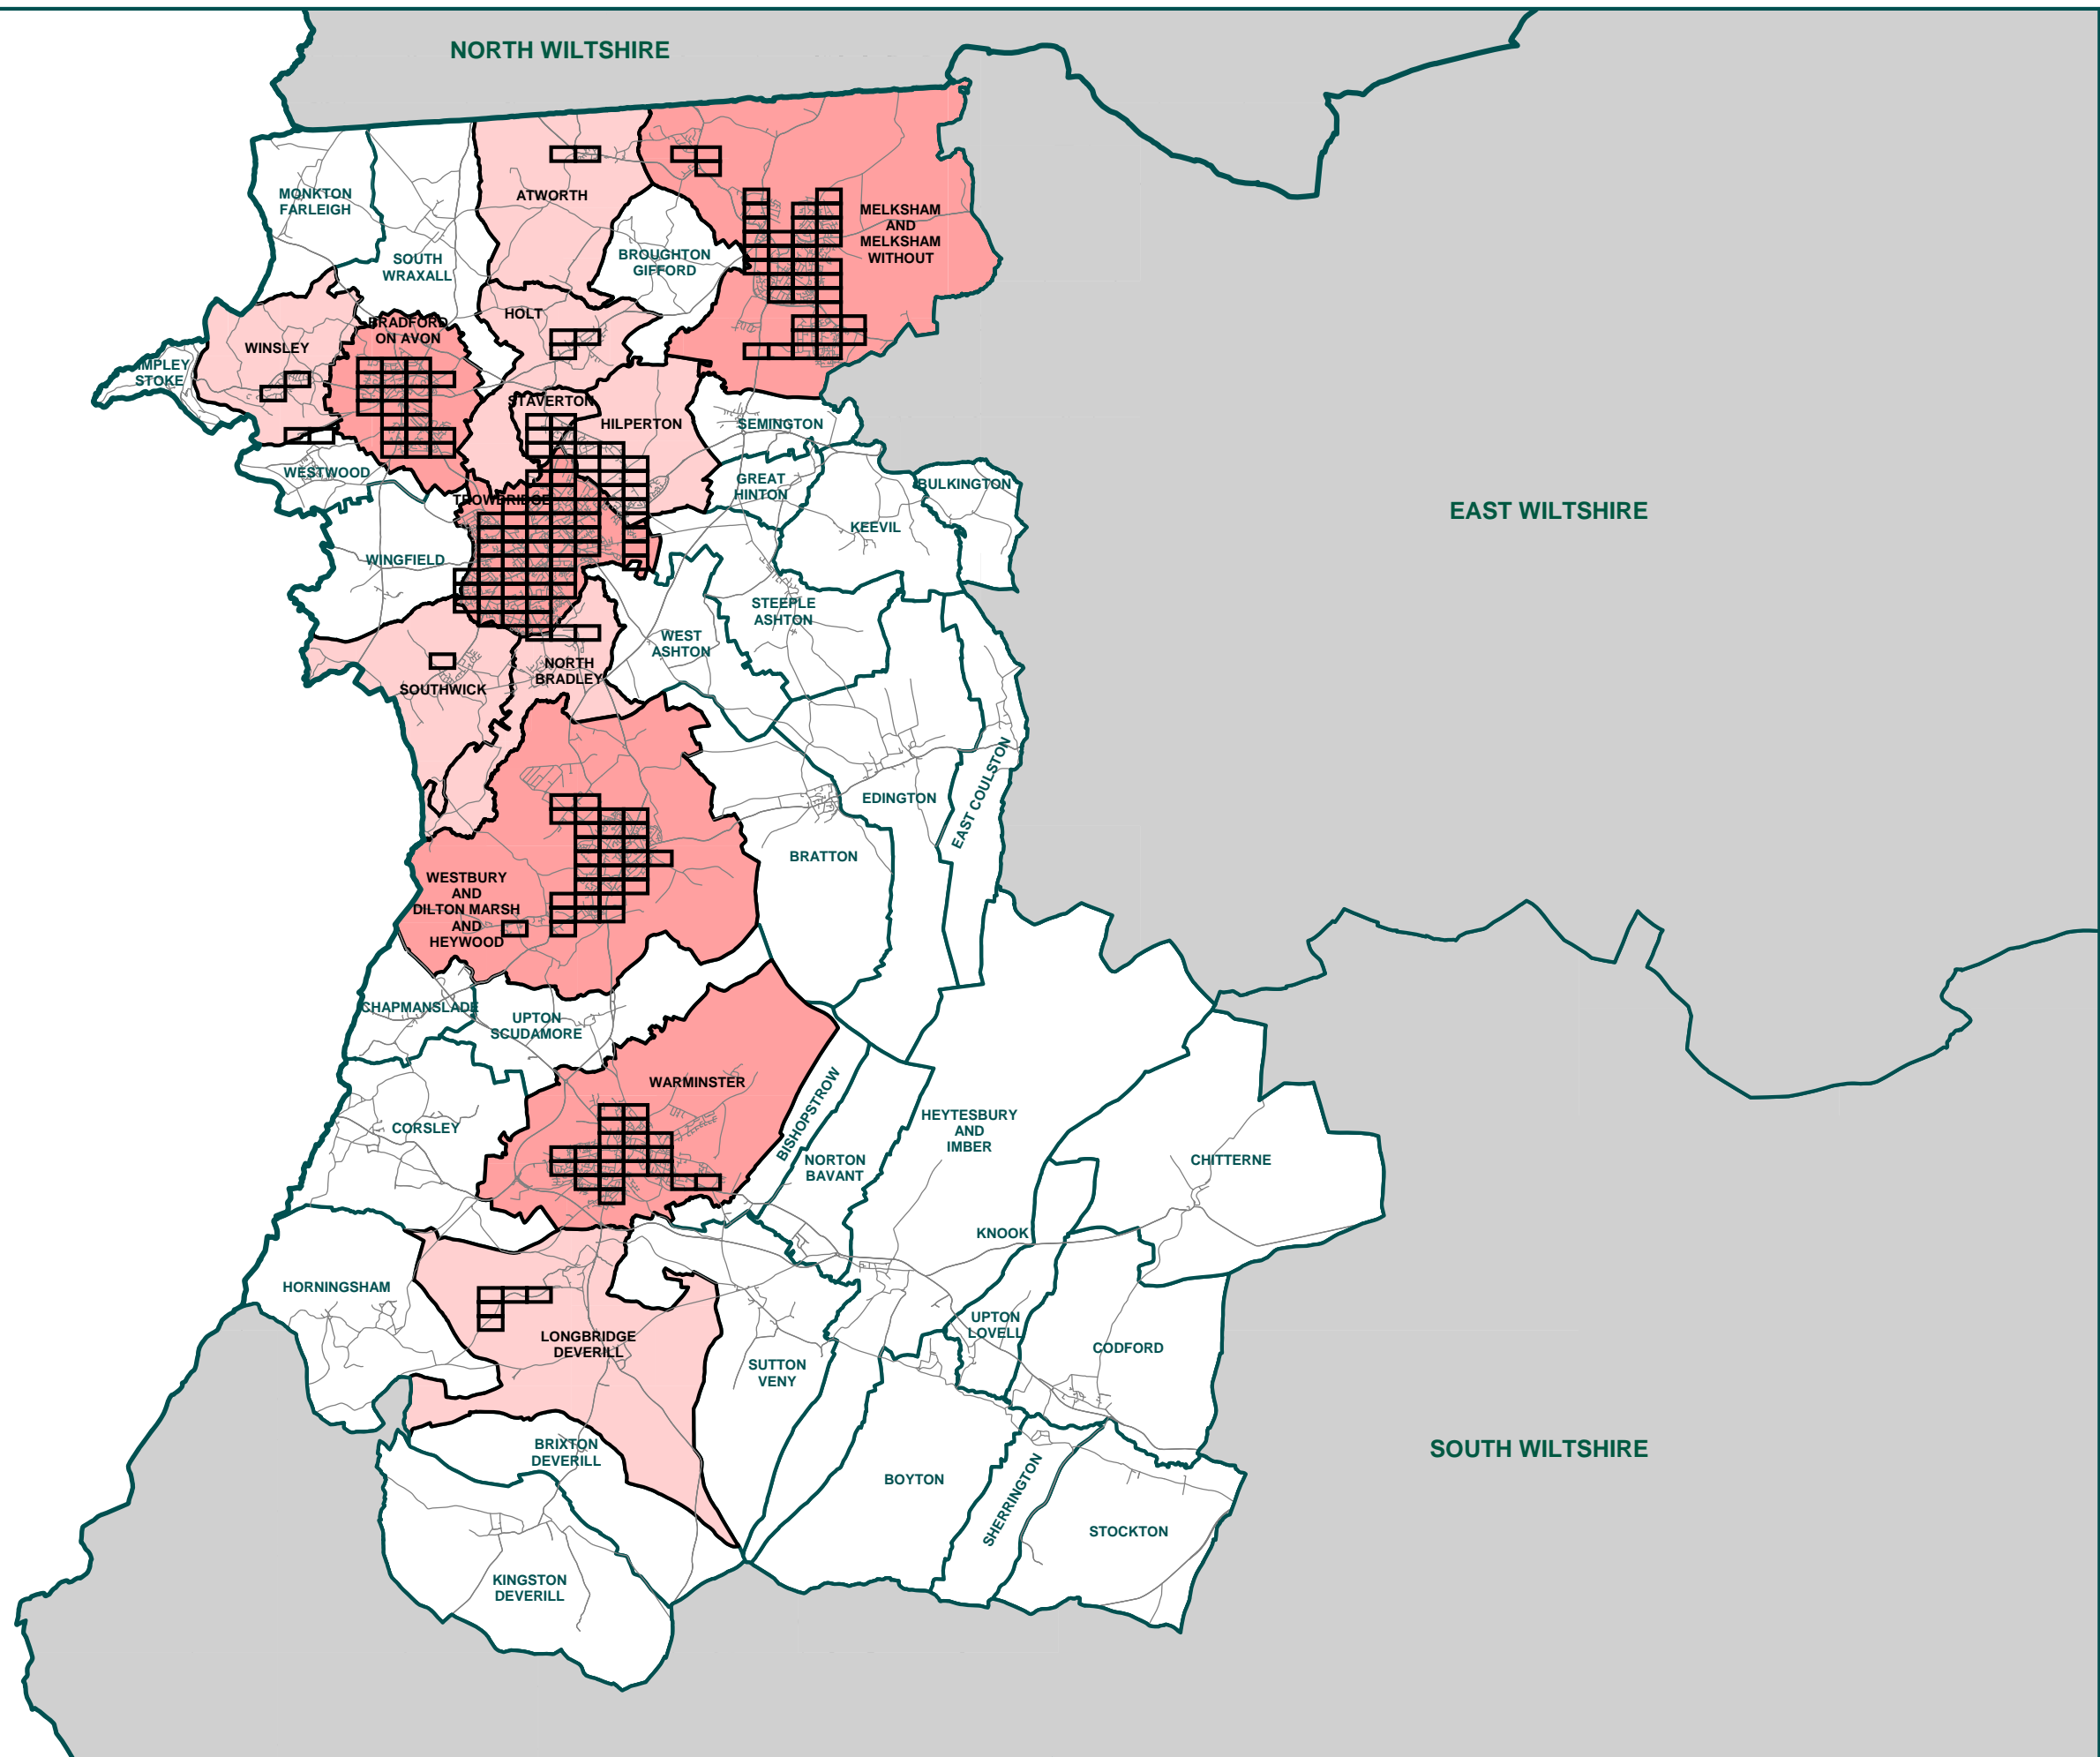 NORTH WILTSHIRE
MONKTON
FARLEIGH
ATWORTH
MELKSHAM
AND
MELKSHAM
WITHOUT
SOUTH
WRAXALL
BROUGHTON
GIFFORD
HOLT
BRADFORD
ON AVON
WINSLEY
IMPLEY
STOKE
STAVERTON
HILPERTON
SEMINGTON
WESTWOOD
GREAT
HINTON
BULKINGTON
TROWBRIDGE
EAST WILTSHIRE
KEEVIL
WINGFIELD
STEEPLE
ASHTON
WEST
ASHTON
NORTH
BRADLEY
SOUTHWICK
EDINGTON
EAST COULSTON
BRATTON
WESTBURY
AND
DILTON MARSH
AND
HEYWOOD
CHAPMANSLADE
UPTON
SCUDAMORE
WARMINSTER
BISHOPSTROW
CORSLEY
HEYTESBURY
AND
IMBER
NORTON
BAVANT
CHITTERNE
KNOOK
HORNINGSHAM
LONGBRIDGE
DEVERILL
UPTON
LOVELL
CODFORD
SUTTON
VENY
BRIXTON
DEVERILL
SOUTH WILTSHIRE
BOYTON
SHERRINGTON
STOCKTON
KINGSTON
DEVERILL